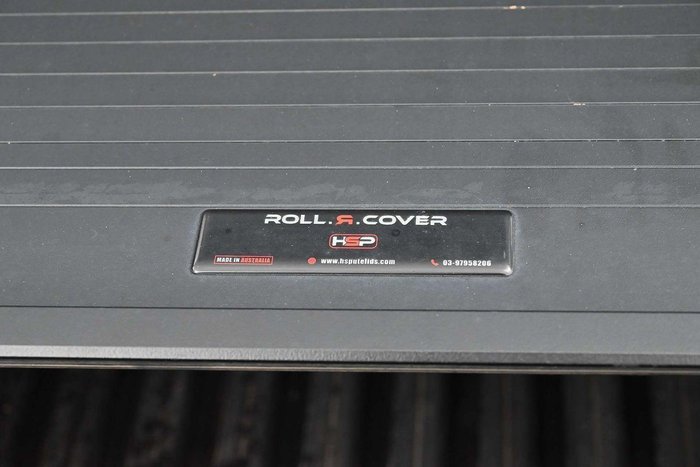 ROLL.R.COVER
HSP
MADE IN AUSTRALIA
www.hsputelids.com
03-97958206